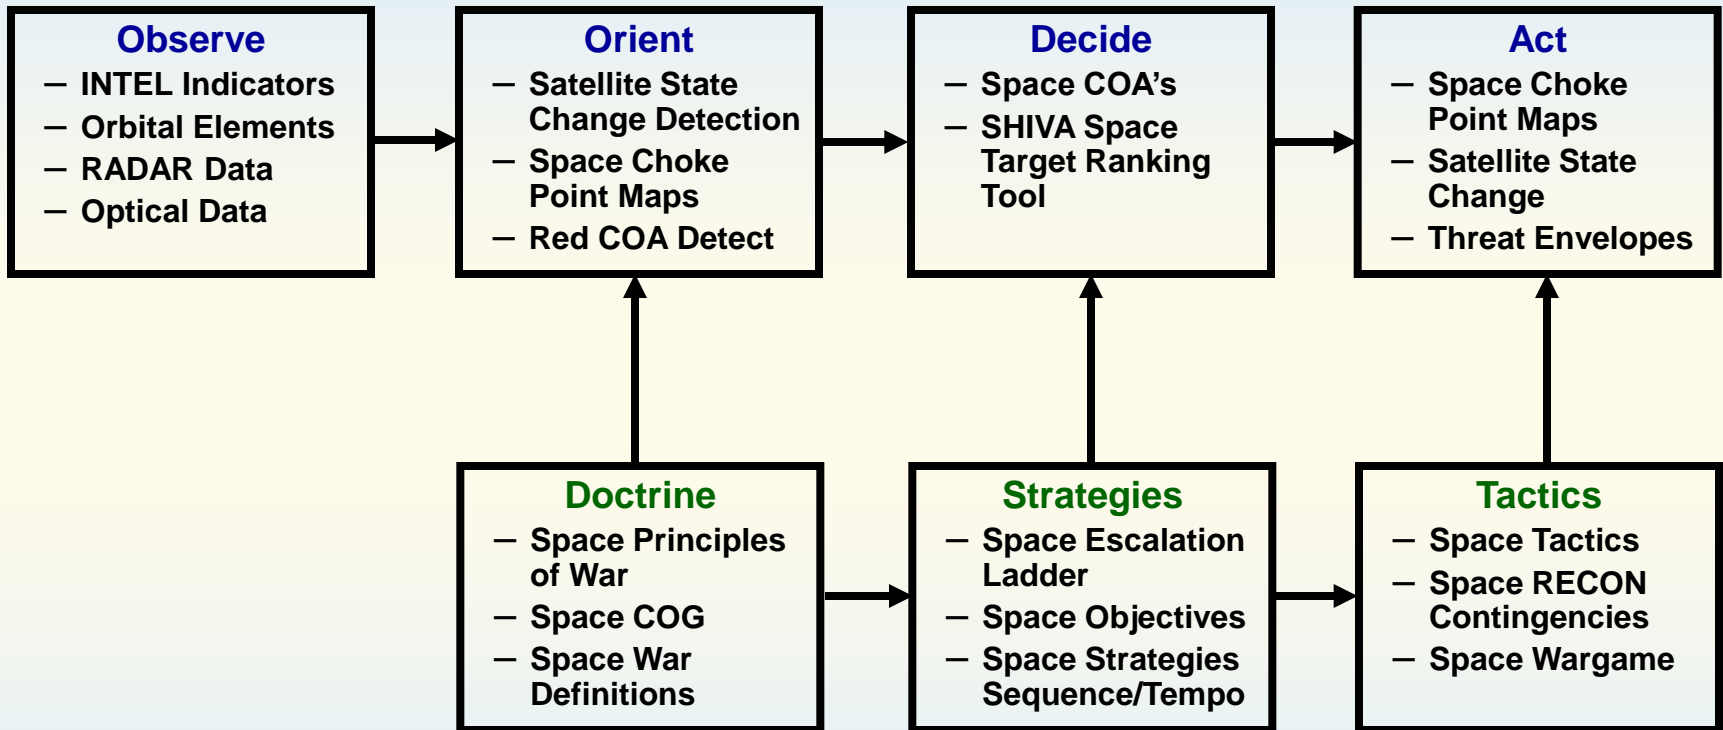 Observe
– INTEL Indicators
– Orbital Elements
– RADAR Data
– Optical Data
Orient
– Satellite State
Change Detection
– Space Choke
Point Maps
– Red COA Detect
Decide
– Space COA's
– SHIVA Space
Target Ranking
Tool
Act
– Space Choke
Point Maps
– Satellite State
Change
– Threat Envelopes
Doctrine
– Space Principles
of War
– Space COG
– Space War
Definitions
Strategies
– Space Escalation
Ladder
– Space Objectives
– Space Strategies
Sequence/Tempo
Tactics
– Space Tactics
– Space RECON
Contingencies
– Space Wargame